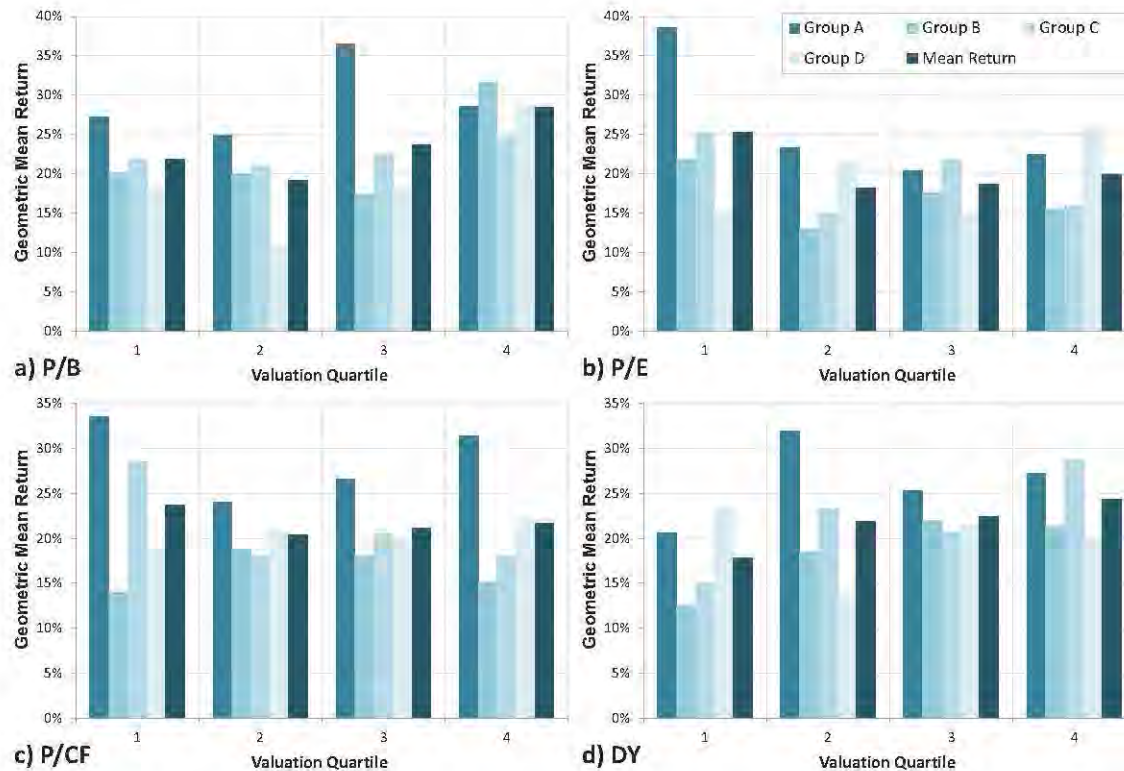 40%
35%
30%
25%
20%
15%
10%
5%
0%
Geometric Mean Return
1 2 3 4
a) P/B
Valuation Quartile
40%
35%
30%
25%
20%
15%
10%
5%
0%
Geometric Mean Return
Group A Group B Group C
Group D Mean Return
1 2 3 4
b) P/E
Valuation Quartile
35%
30%
25%
20%
15%
10%
5%
0%
Geometric Mean Return
1 2 3 4
c) P/CF
Valuation Quartile
35%
30%
25%
20%
15%
10%
5%
0%
Geometric Mean Return
1 2 3 4
d) DY
Valuation Quartile